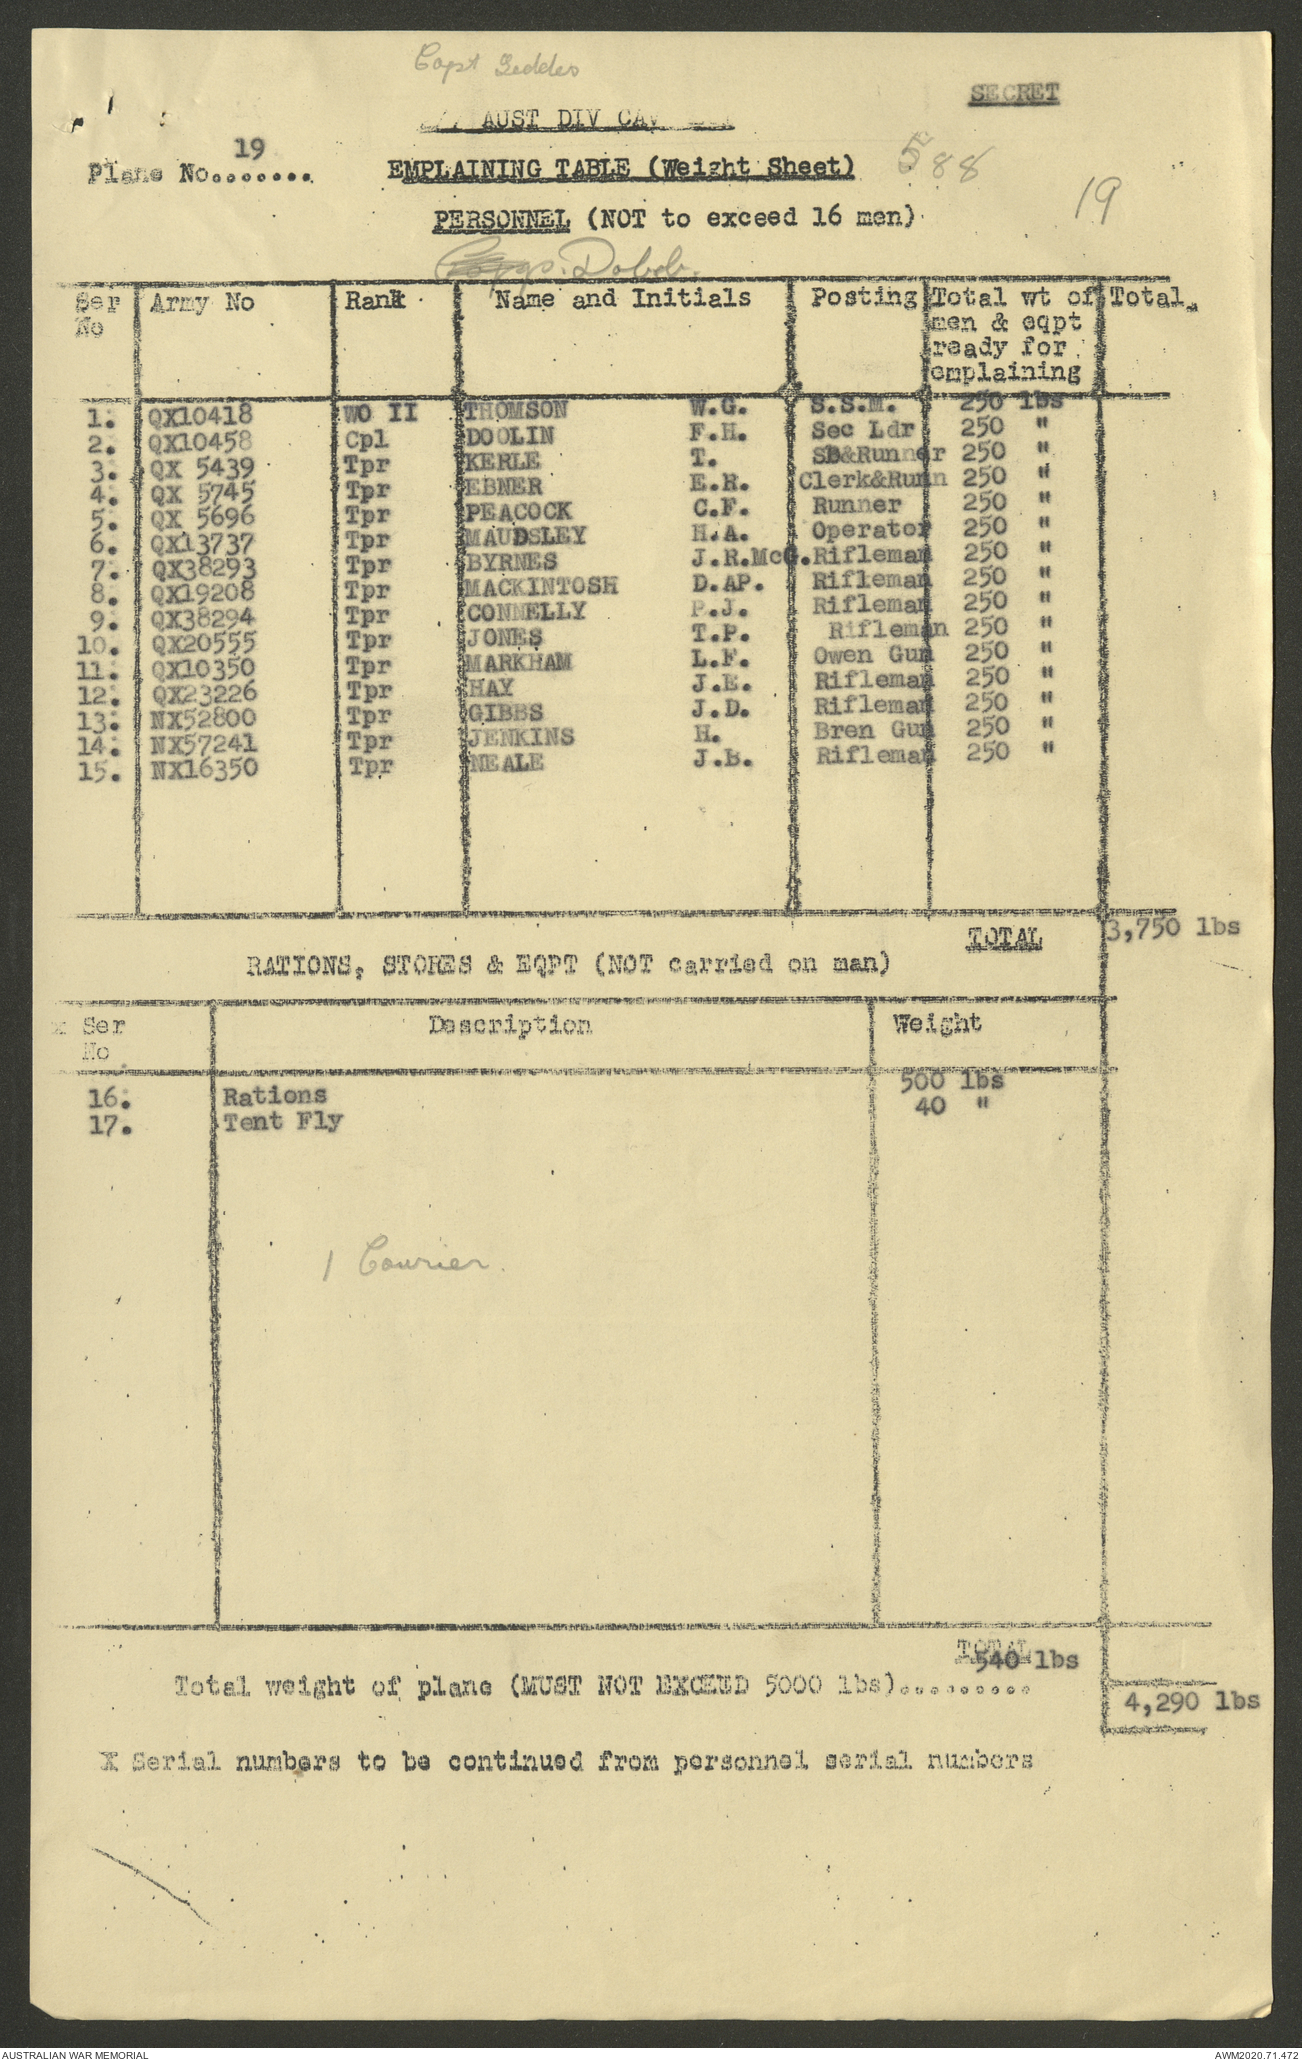 Capt Geddes
SECRET
AUST DIV CAV
19
Plane No........
EMPLAINING TABLE (Weight Sheet)
588
19
PERSONNEL (NOT to exceed 16 men)
Dobb.
Ser No Army No Rank Name and Initials Posting Total wt of men & eqpt ready for emplaining Total
1. QX10418 WO II THOMSON W.G. S.S.M. 250 lbs
2. QX10458 Cpl DOOLIN F.H. Sec Ldr 250 "
3. QX 5439 Tpr KERLE T. SB&Runner 250 "
4. QX 5745 Tpr EBNER E.R. Clerk&Runn 250 "
5. QX 5696 Tpr PEACOCK C.F. Runner 250 "
6. QX13737 Tpr MAUDSLEY H.A. Operator 250 "
7. QX38293 Tpr BYRNES J.R.McG. Rifleman 250 "
8. QX19208 Tpr MACKINTOSH D.AP. Rifleman 250 "
9. QX38294 Tpr CONNELLY P.J. Rifleman 250 "
10. QX20555 Tpr JONES T.P. Rifleman 250 "
11. QX10350 Tpr MARKHAM L.F. Owen Gun 250 "
12. QX23226 Tpr HAY J.E. Rifleman 250 "
13. NX52800 Tpr GIBBS J.D. Rifleman 250 "
14. NX57241 Tpr JENKINS H. Bren Gun 250 "
15. NX16350 Tpr NEALE J.B. Rifleman 250 "
TOTAL 3,750 lbs
RATIONS, STORES & EQPT (NOT carried on man)
x Ser No Description Weight
16. Rations 500 lbs
17. Tent Fly 40 "
1 Courier.
TOTAL
540 lbs
Total weight of plane (MUST NOT EXCEED 5000 lbs).......... 4,290 lbs
X Serial numbers to be continued from personnel serial numbers
AUSTRALIAN WAR MEMORIAL
AWM2020.71.472